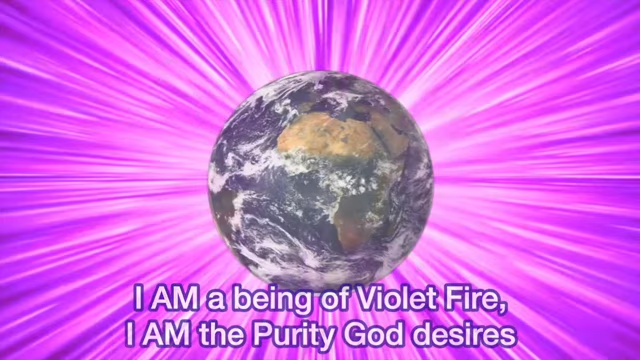 I AM a being of Violet Fire,
I AM the Purity God desires